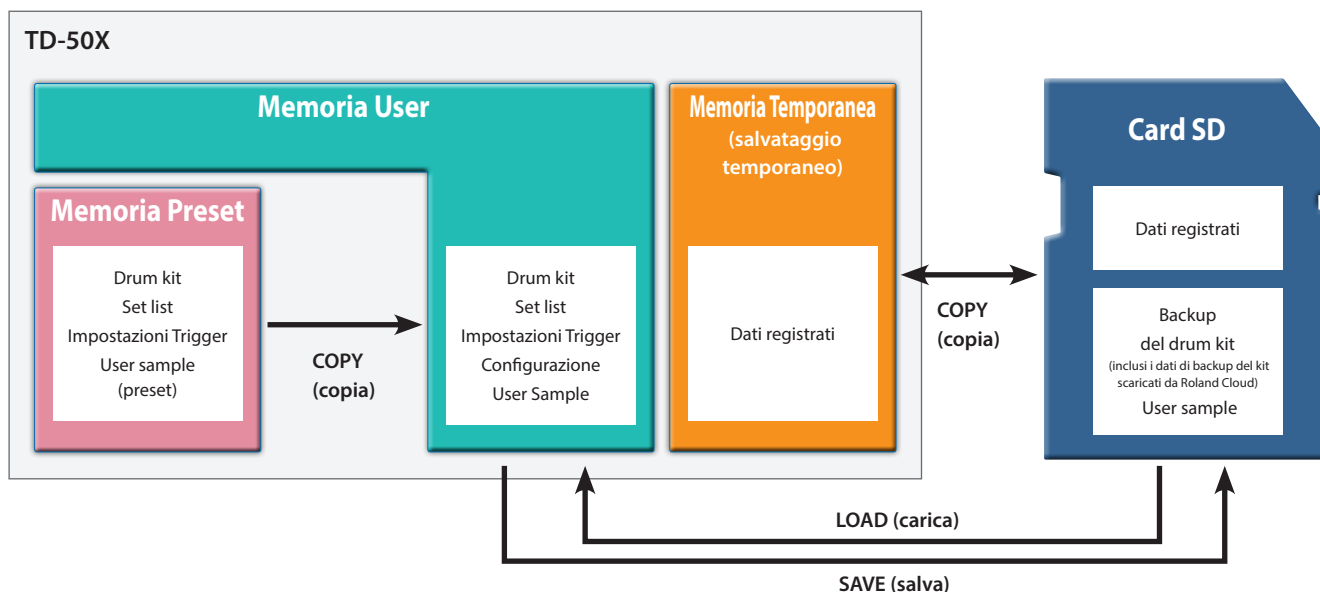 TD-50X
Memoria User
Memoria Preset
Drum kit
Set list
Impostazioni Trigger
User sample
(preset)
COPY
(copia)
Drum kit
Set list
Impostazioni Trigger
Configurazione
User Sample
Memoria Temporanea
(salvataggio
temporaneo)
Dati registrati
COPY
(copia)
Card SD
Dati registrati
Backup
del drum kit
(inclusi i dati di backup del kit
scaricati da Roland Cloud)
User sample
LOAD (carica)
SAVE (salva)